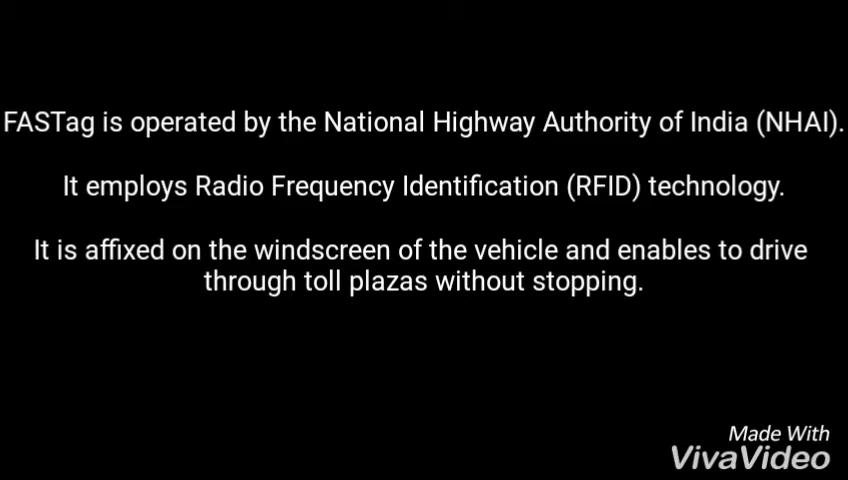 FASTag is operated by the National Highway Authority of India (NHAI).
It employs Radio Frequency Identification (RFID) technology.
It is affixed on the windscreen of the vehicle and enables to drive
through toll plazas without stopping.
Made With
VivaVideo